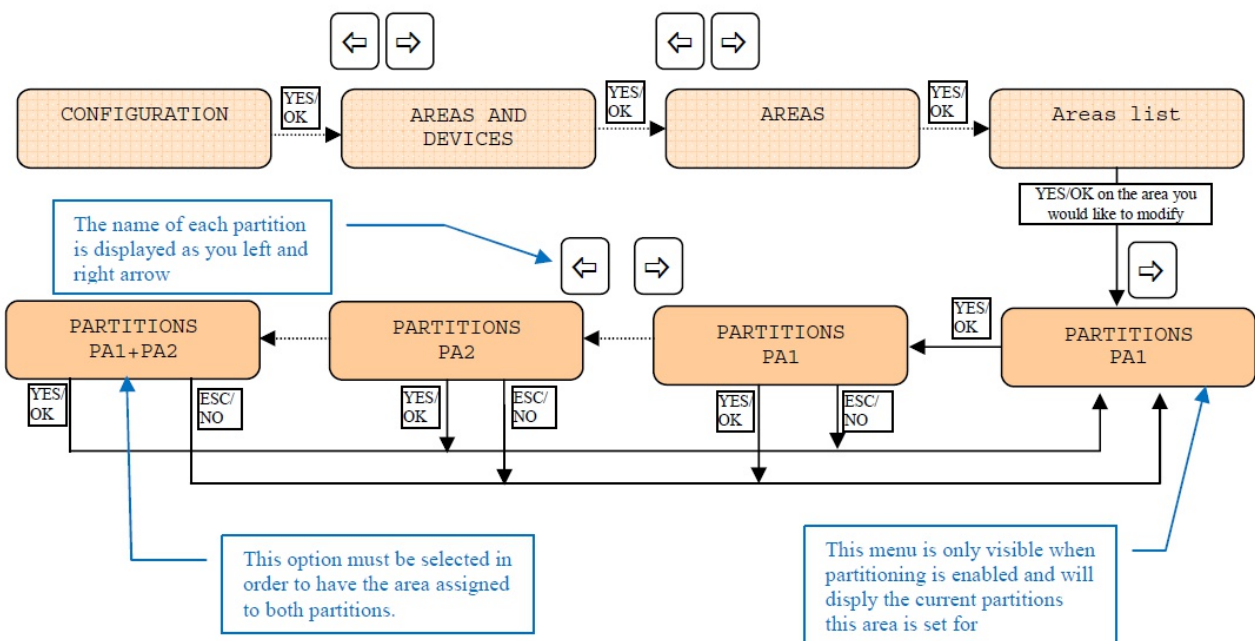 CONFIGURATION
YES/
OK
AREAS AND
DEVICES
YES/
OK
AREAS
YES/
OK
Areas list
YES/OK on the area you
would like to modify
The name of each partition
is displayed as you left and
right arrow
PARTITIONS
PA1+PA2
PARTITIONS
PA2
PARTITIONS
PA1
YES/
OK
PARTITIONS
PA1
YES/
OK
ESC/
NO
YES/
OK
ESC/
NO
YES/
OK
ESC/
NO
This option must be selected in
order to have the area assigned
to both partitions.
This menu is only visible when
partitioning is enabled and will
disply the current partitions
this area is set for